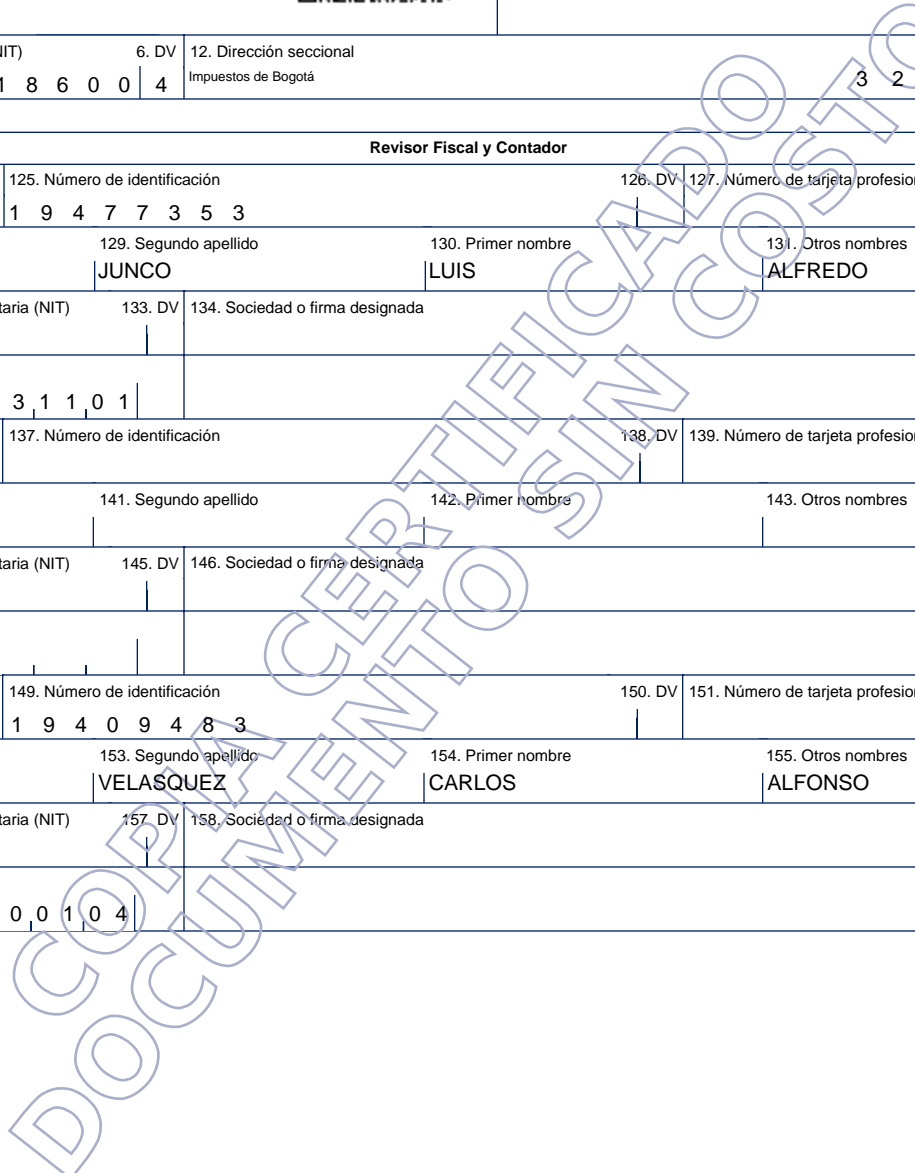 IIT) 6. DV 12. Dirección seccional
1 8 6 0 0 4 Impuestos de Bogotá 3 2
Revisor Fiscal y Contador
125. Número de identificación 126. DV 127. Número de tarjeta profesion
1 9 4 7 7 3 5 3
129. Segundo apellido 130. Primer nombre 131. Otros nombres
JUNCO LUIS ALFREDO
taria (NIT) 133. DV 134. Sociedad o firma designada
3 1 1 0 1
137. Número de identificación 138. DV 139. Número de tarjeta profesion
141. Segundo apellido 142. Primer nombre 143. Otros nombres
taria (NIT) 145. DV 146. Sociedad o firma designada
149. Número de identificación 150. DV 151. Número de tarjeta profesion
1 9 4 0 9 4 8 3
153. Segundo apellido 154. Primer nombre 155. Otros nombres
VELASQUEZ CARLOS ALFONSO
taria (NIT) 157. DV 158. Sociedad o firma designada
0 0 1 0 4
COPIA CERTIFICADO
DOCUMENTO SIN COSTO